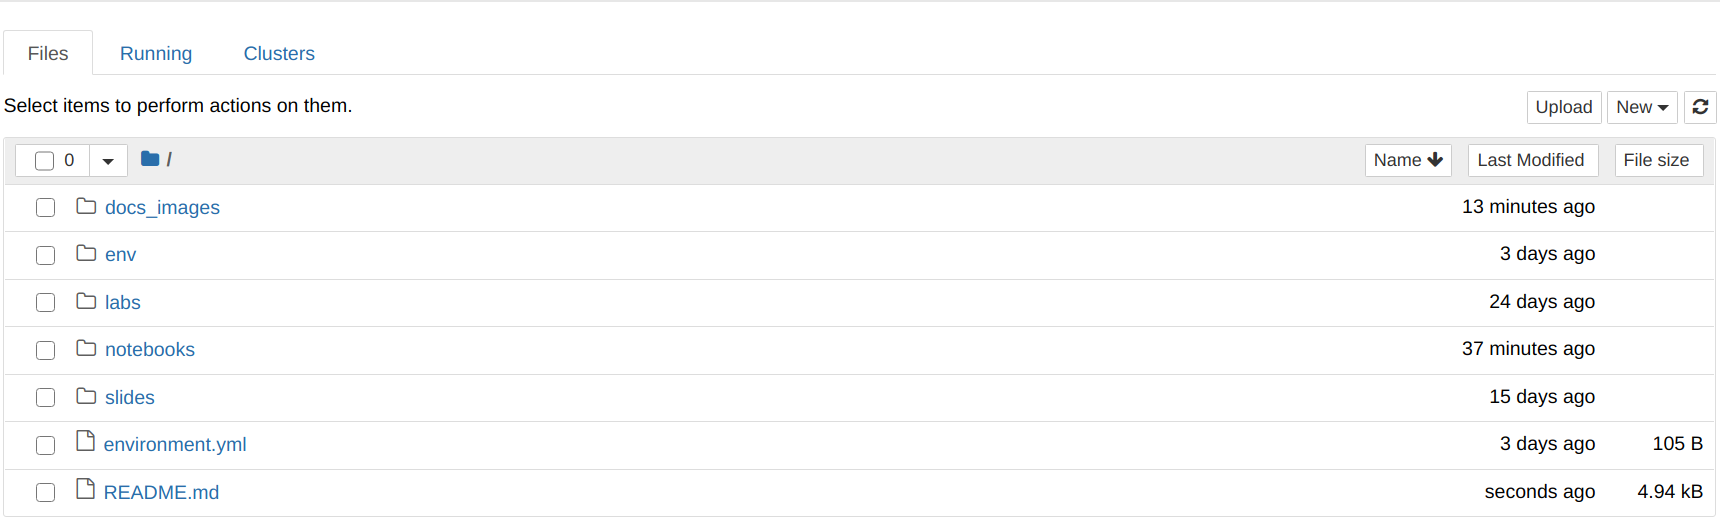 Files Running Clusters
Select items to perform actions on them.
Upload New
0 / Name Last Modified File size
docs_images 13 minutes ago
env 3 days ago
labs 24 days ago
notebooks 37 minutes ago
slides 15 days ago
environment.yml 3 days ago 105 B
README.md seconds ago 4.94 kB